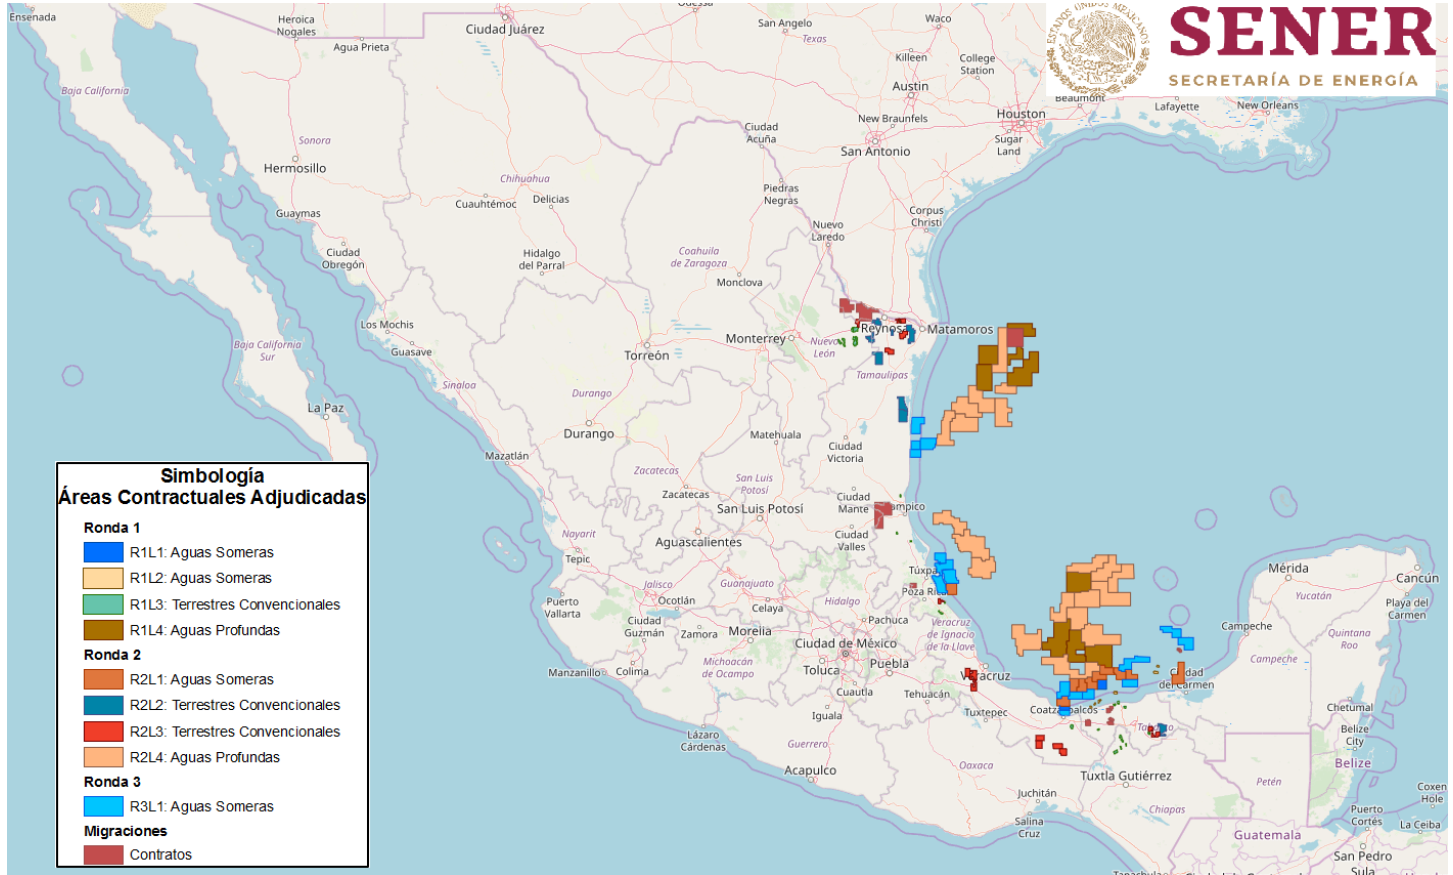 ESTADOS UNIDOS MEXICANOS
SENER
SECRETARÍA DE ENERGÍA
Ensenada
Heroica
Nogales
Agua Prieta
Ciudad Juárez
Odessa
San Angelo
Texas
Waco
Killeen
College
Station
Austin
Beaumont
Lafayette
New Orleans
Baja California
Sonora
Hermosillo
Ciudad
Acuña
New Braunfels
Houston
Sugar
Land
San Antonio
Chihuahua
Cuauhtémoc
Delicias
Piedras
Negras
Guaymas
Nuevo
Laredo
Corpus
Christi
Ciudad
Obregón
Hidalgo
del Parral
Coahuila
de Zaragoza
Monclova
Los Mochis
Guasave
Baja California
Sur
Torreón
Monterrey
Nuevo
León
Reynosa
Matamoros
Sinaloa
Durango
Tamaulipas
La Paz
Durango
Matehuala
Ciudad
Victoria
Mazatlán
Zacatecas
Zacatecas
San Luis
Potosí
San Luis Potosí
Ciudad
Mante
Ciudad
Valles
Nayarit
Tepic
Aguascalientes
Jalisco
Guanajuato
Puerto
Vallarta
Ocotlán
Celaya
Hidalgo
Poza Ric
Ciudad
Guzmán
Zamora
Morelia
Pachuca
Veracruz
de Ignacio
de la Llave
Ciudad de México
Manzanillo
Colima
Michoacán
de Ocampo
Toluca
Puebla
Cuautla
Tehuacán
Iguala
Tuxtepec
Lázaro
Cárdenas
Guerrero
Acapulco
Oaxaca
Juchitán
Salina
Cruz
Tuxtla Gutiérrez
Chiapas
Mérida
Cancún
Yucatán
Playa del
Carmen
Campeche
Quintana
Roo
Campeche
Chetumal
Belize
City
Belize
Petén
Coxen
Hole
Puerto
Cortés
La Ceiba
Guatemala
San Pedro
Sula
Simbología
Áreas Contractuales Adjudicadas
Ronda 1
R1L1: Aguas Someras
R1L2: Aguas Someras
R1L3: Terrestres Convencionales
R1L4: Aguas Profundas
Ronda 2
R2L1: Aguas Someras
R2L2: Terrestres Convencionales
R2L3: Terrestres Convencionales
R2L4: Aguas Profundas
Ronda 3
R3L1: Aguas Someras
Migraciones
Contratos